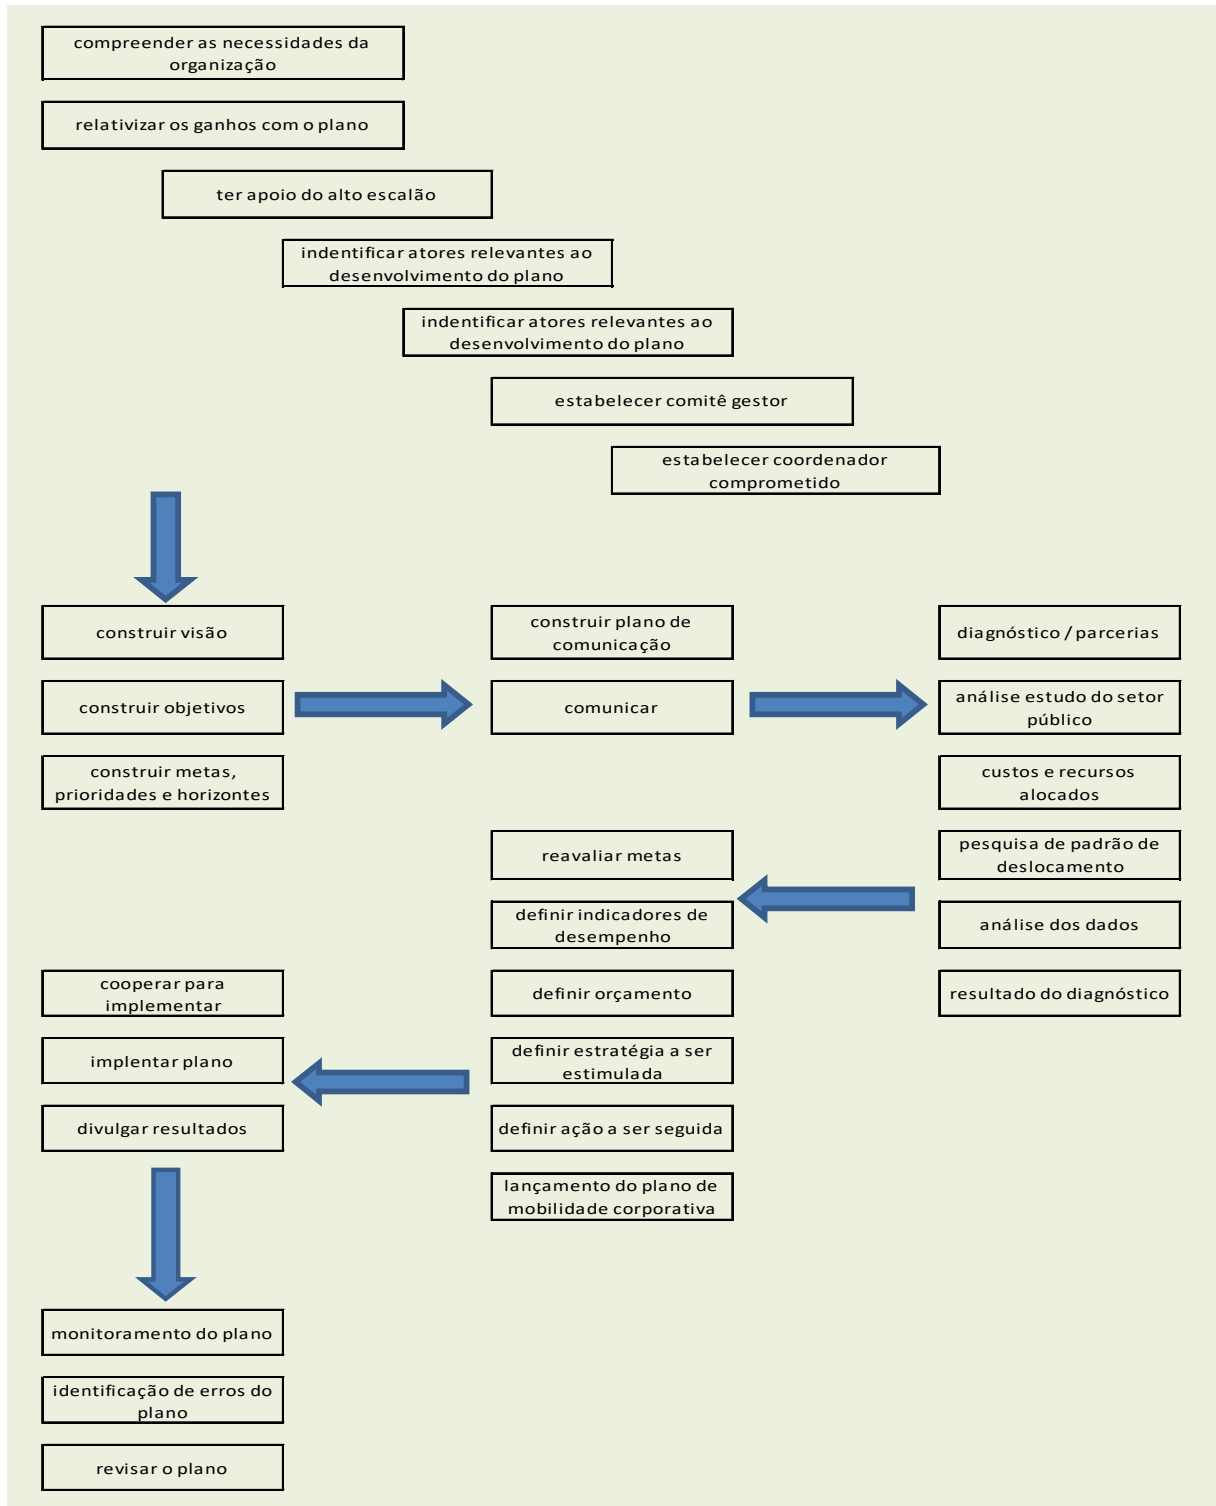 compreender as necessidades da
organização
relativizar os ganhos com o plano
ter apoio do alto escalão
indentificar atores relevantes ao
desenvolvimento do plano
indentificar atores relevantes ao
desenvolvimento do plano
estabelecer comitê gestor
estabelecer coordenador
comprometido
construir visão
construir objetivos
construir metas,
prioridades e horizontes
construir plano de
comunicação
comunicar
diagnóstico / parcerias
análise estudo do setor
público
custos e recursos
alocados
pesquisa de padrão de
deslocamento
análise dos dados
resultado do diagnóstico
reavaliar metas
definir indicadores de
desempenho
definir orçamento
definir estratégia a ser
estimulada
definir ação a ser seguida
lançamento do plano de
mobilidade corporativa
cooperar para
implementar
implentar plano
divulgar resultados
monitoramento do plano
identificação de erros do
plano
revisar o plano